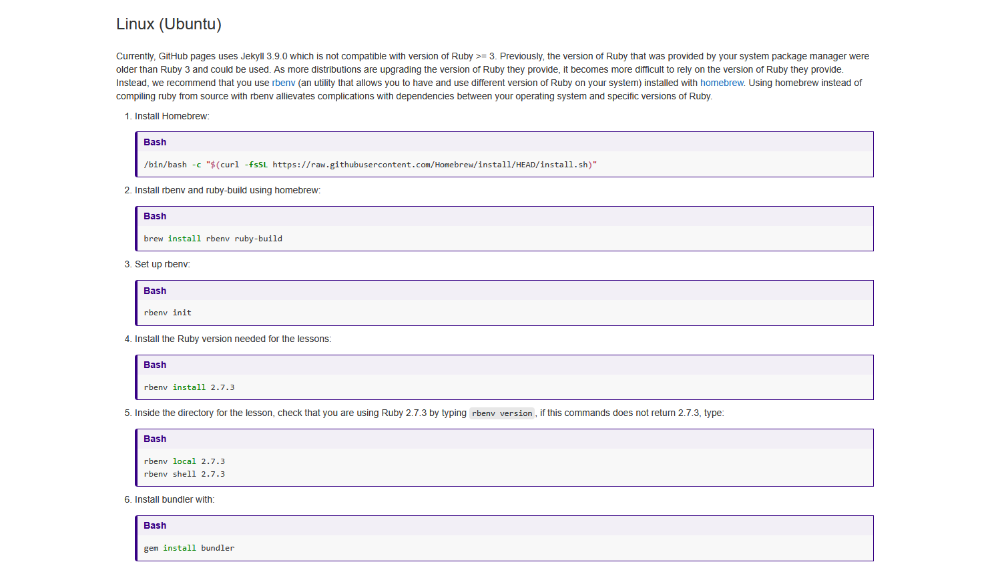 Linux (Ubuntu)
Currently, GitHub pages uses Jekyll 3.9.0 which is not compatible with version of Ruby >= 3. Previously, the version of Ruby that was provided by your system package manager were
older than Ruby 3 and could be used. As more distributions are upgrading the version of Ruby they provide, it becomes more difficult to rely on the version of Ruby they provide.
Instead, we recommend that you use rbenv (an utility that allows you to have and use different version of Ruby on your system) installed with homebrew. Using homebrew instead of
compiling ruby from source with rbenv allievates complications with dependencies between your operating system and specific versions of Ruby.
1. Install Homebrew:
Bash
/bin/bash -c "$(curl -fsSL https://raw.githubusercontent.com/Homebrew/install/HEAD/install.sh)"
2. Install rbenv and ruby-build using homebrew:
Bash
brew install rbenv ruby-build
3. Set up rbenv:
Bash
rbenv init
4. Install the Ruby version needed for the lessons:
Bash
rbenv install 2.7.3
5. Inside the directory for the lesson, check that you are using Ruby 2.7.3 by typing rbenv version, if this commands does not return 2.7.3, type:
Bash
rbenv local 2.7.3
rbenv shell 2.7.3
6. Install bundler with:
Bash
gem install bundler